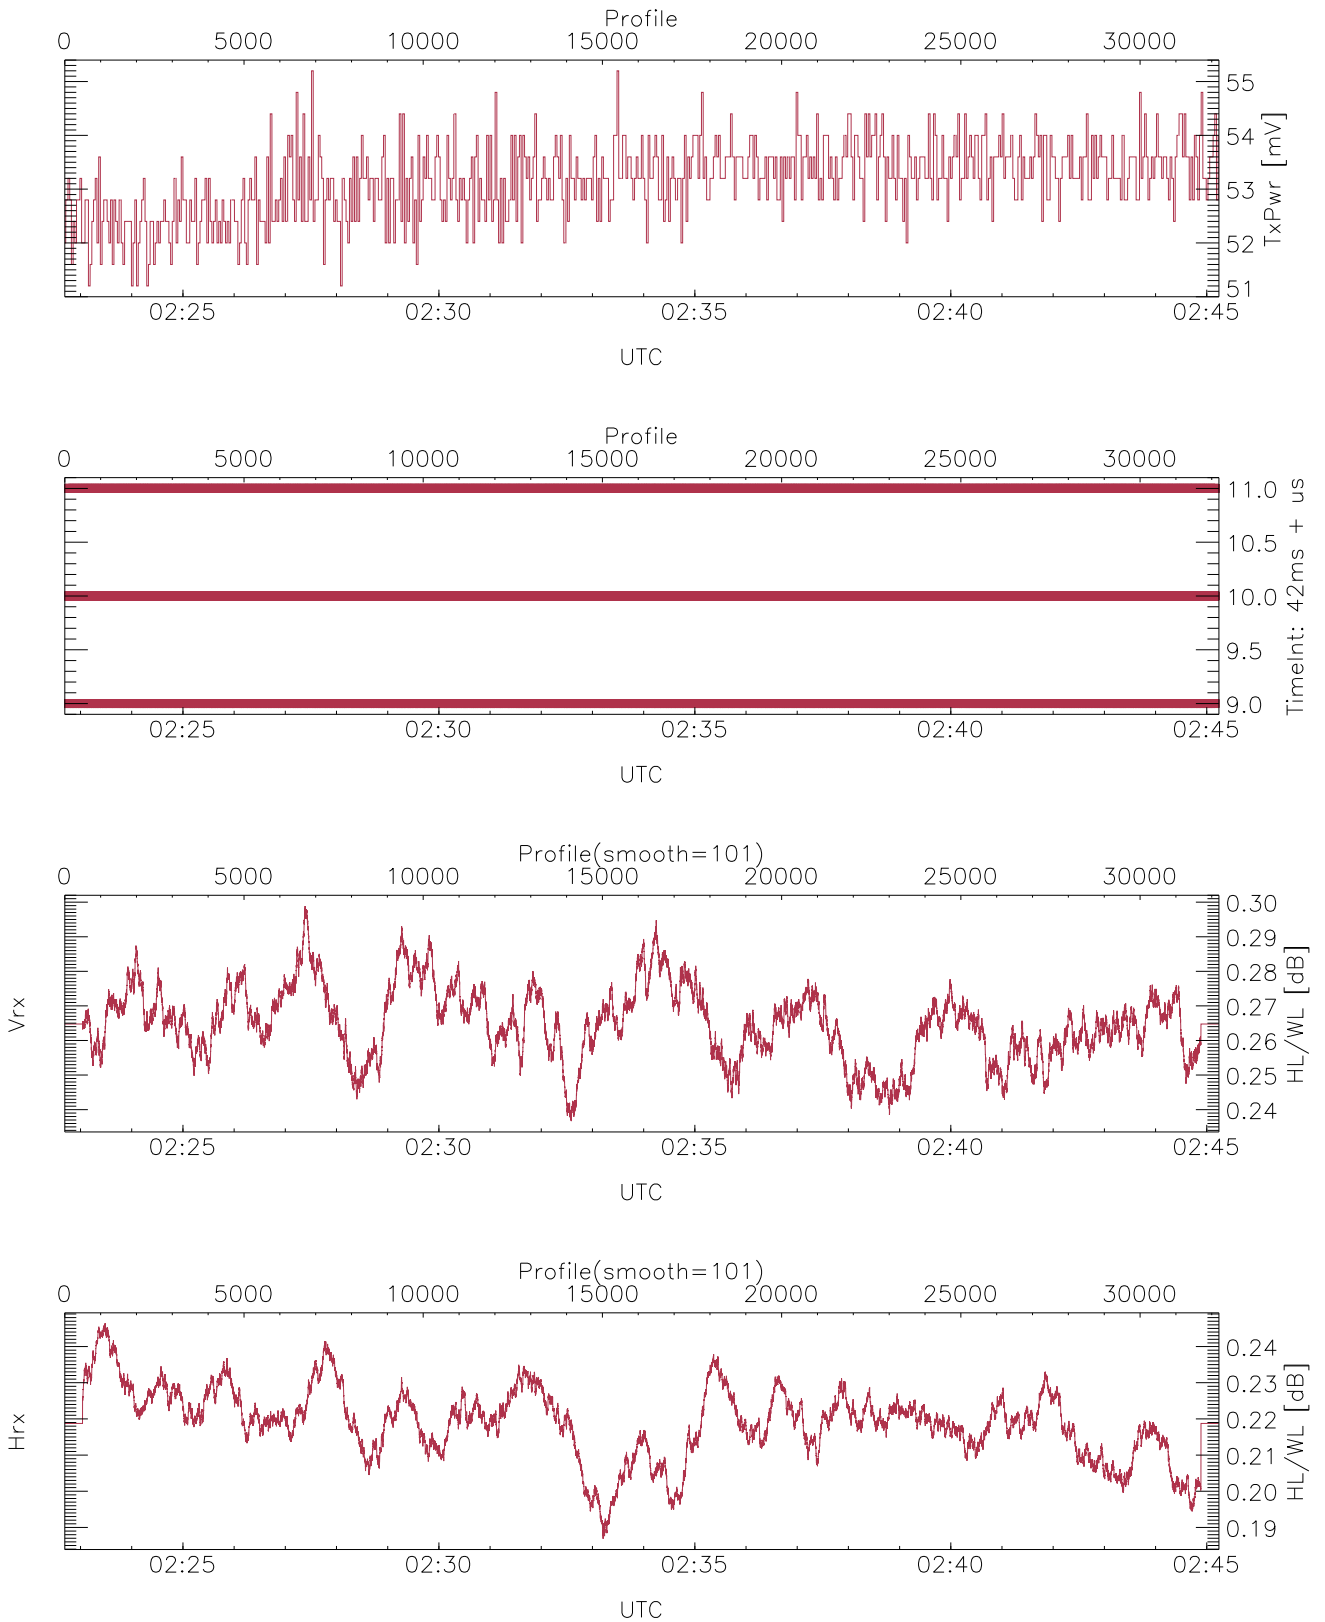 Profile
0 5000 10000 15000 20000 25000 30000
55
54
53
52
51
TxPwr [mV]
02:25 02:30 02:35 02:40 02:45
UTC
Profile
0 5000 10000 15000 20000 25000 30000
11.0
10.5
10.0
9.5
9.0
TimeInt: 42ms + us
02:25 02:30 02:35 02:40 02:45
UTC
Profile(smooth=101)
0 5000 10000 15000 20000 25000 30000
Vrx
0.30
0.29
0.28
0.27
0.26
0.25
0.24
HL/WL [dB]
02:25 02:30 02:35 02:40 02:45
UTC
Profile(smooth=101)
0 5000 10000 15000 20000 25000 30000
Hrx
0.24
0.23
0.22
0.21
0.20
0.19
HL/WL [dB]
02:25 02:30 02:35 02:40 02:45
UTC